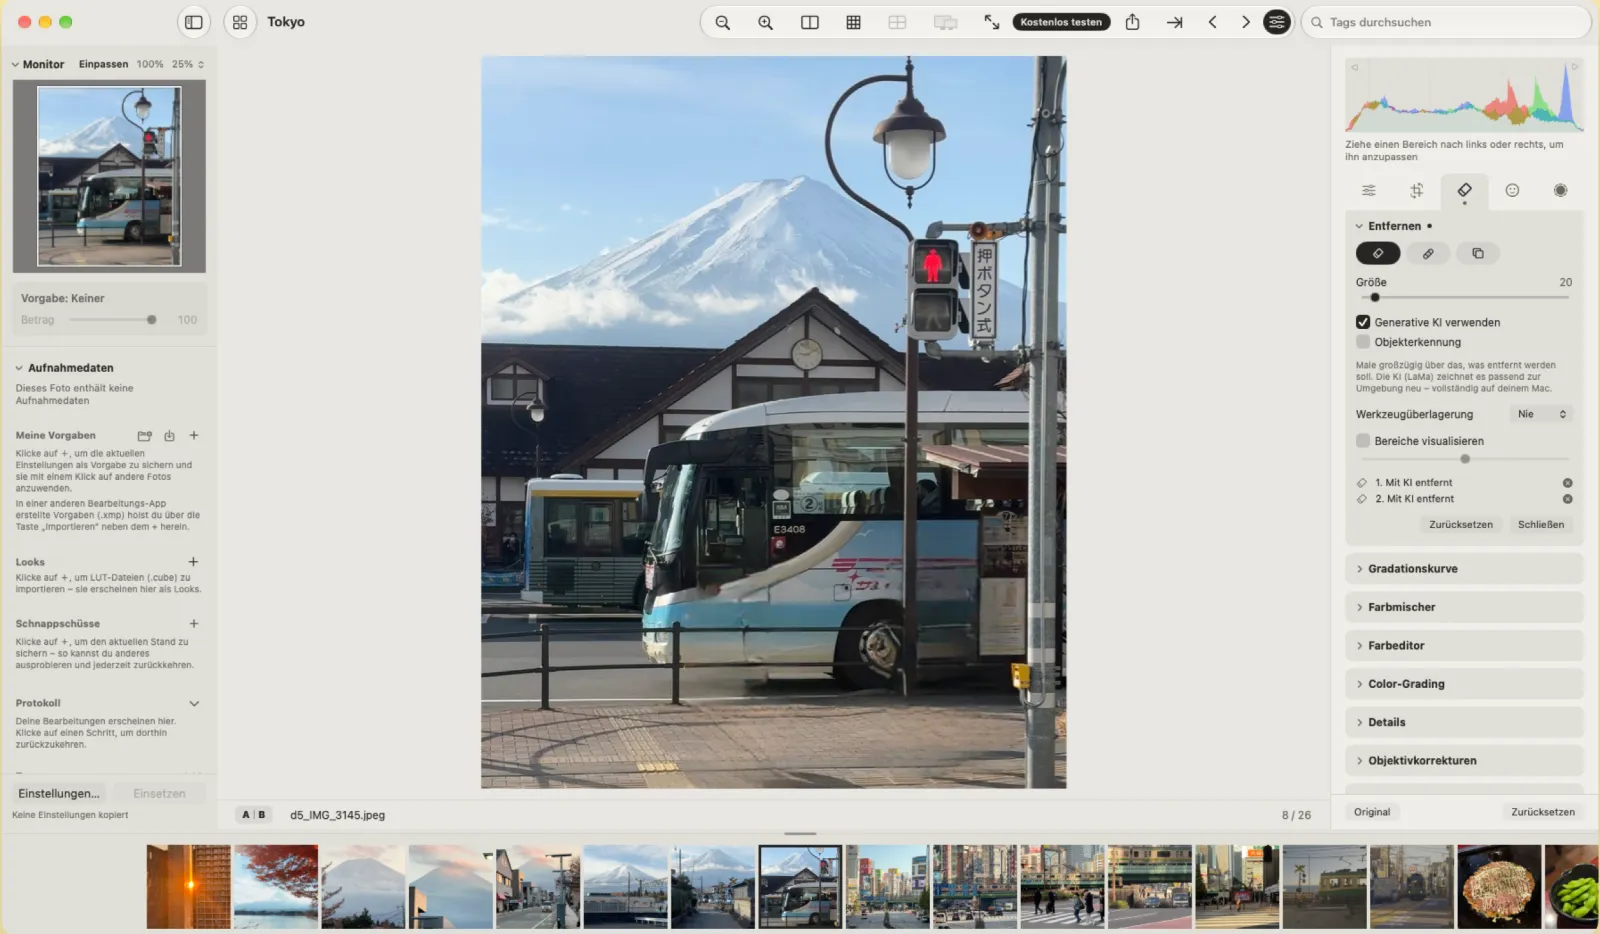 Tokyo
Kostenlos testen
Tags durchsuchen
Monitor
Einpassen
100%
25%
Vorgabe: Keiner
Betrag
100
Aufnahmedaten
Dieses Foto enthält keine
Aufnahmedaten
Meine Vorgaben
Klicke auf +, um die aktuellen
Einstellungen als Vorgabe zu sichern und
sie mit einem Klick auf andere Fotos
anzuwenden.
In einer anderen Bearbeitungs-App
erstellte Vorgaben (.xmp) holst du über die
Taste „Importieren“ neben dem + herein.
Looks
Klicke auf +, um LUT-Dateien (.cube) zu
importieren – sie erscheinen hier als Looks.
Schnappschüsse
Klicke auf +, um den aktuellen Stand zu
sichern – so kannst du anderes
ausprobieren und jederzeit zurückkehren.
Protokoll
Deine Bearbeitungen erscheinen hier.
Klicke auf einen Schritt, um dorthin
zurückzukehren.
Einstellungen...
Einsetzen
Keine Einstellungen kopiert
押ボタン式
2
E3408
A | B
d5_IMG_3145.jpeg
8 / 26
Ziehe einen Bereich nach links oder rechts, um
ihn anzupassen
Entfernen
Größe
20
Generative KI verwenden
Objekterkennung
Male großzügig über das, was entfernt werden
soll. Die KI (LaMa) zeichnet es passend zur
Umgebung neu – vollständig auf deinem Mac.
Werkzeugüberlagerung
Nie
Bereiche visualisieren
1. Mit KI entfernt
2. Mit KI entfernt
Zurücksetzen
Schließen
Gradationskurve
Farbmischer
Farbeditor
Color-Grading
Details
Objektivkorrekturen
Original
Zurücksetzen